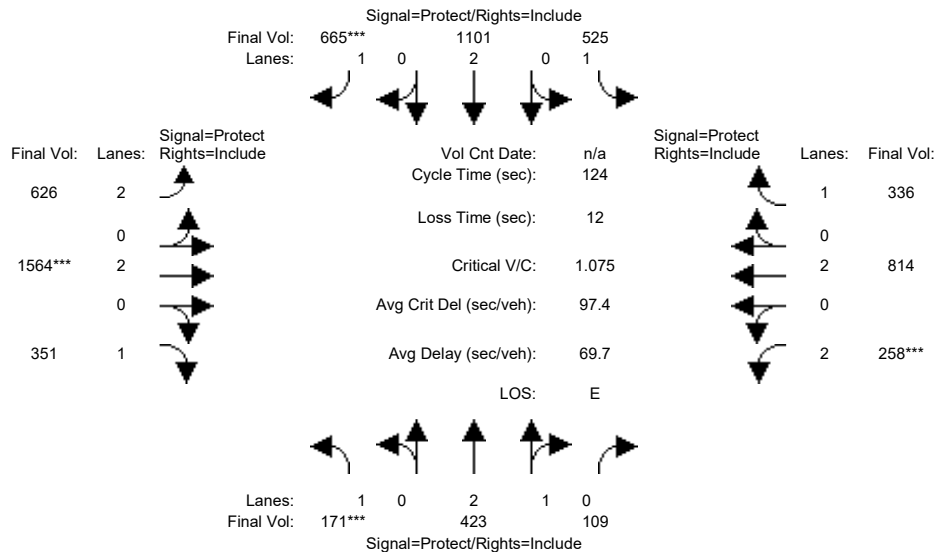 Signal=Protect/Rights=Include
Final Vol: 665*** 1101 525
Lanes: 1 0 2 0 1
Signal=Protect
Final Vol: Lanes: Rights=Include
Vol Cnt Date: n/a
Signal=Protect
Rights=Include Lanes: Final Vol:
Cycle Time (sec): 124
626 2
1 336
Loss Time (sec): 12
0
0
1564*** 2
Critical V/C: 1.075
2 814
0
Avg Crit Del (sec/veh): 97.4
0
351 1
Avg Delay (sec/veh): 69.7
2 258***
LOS: E
Lanes: 1 0 2 1 0
Final Vol: 171*** 423 109
Signal=Protect/Rights=Include